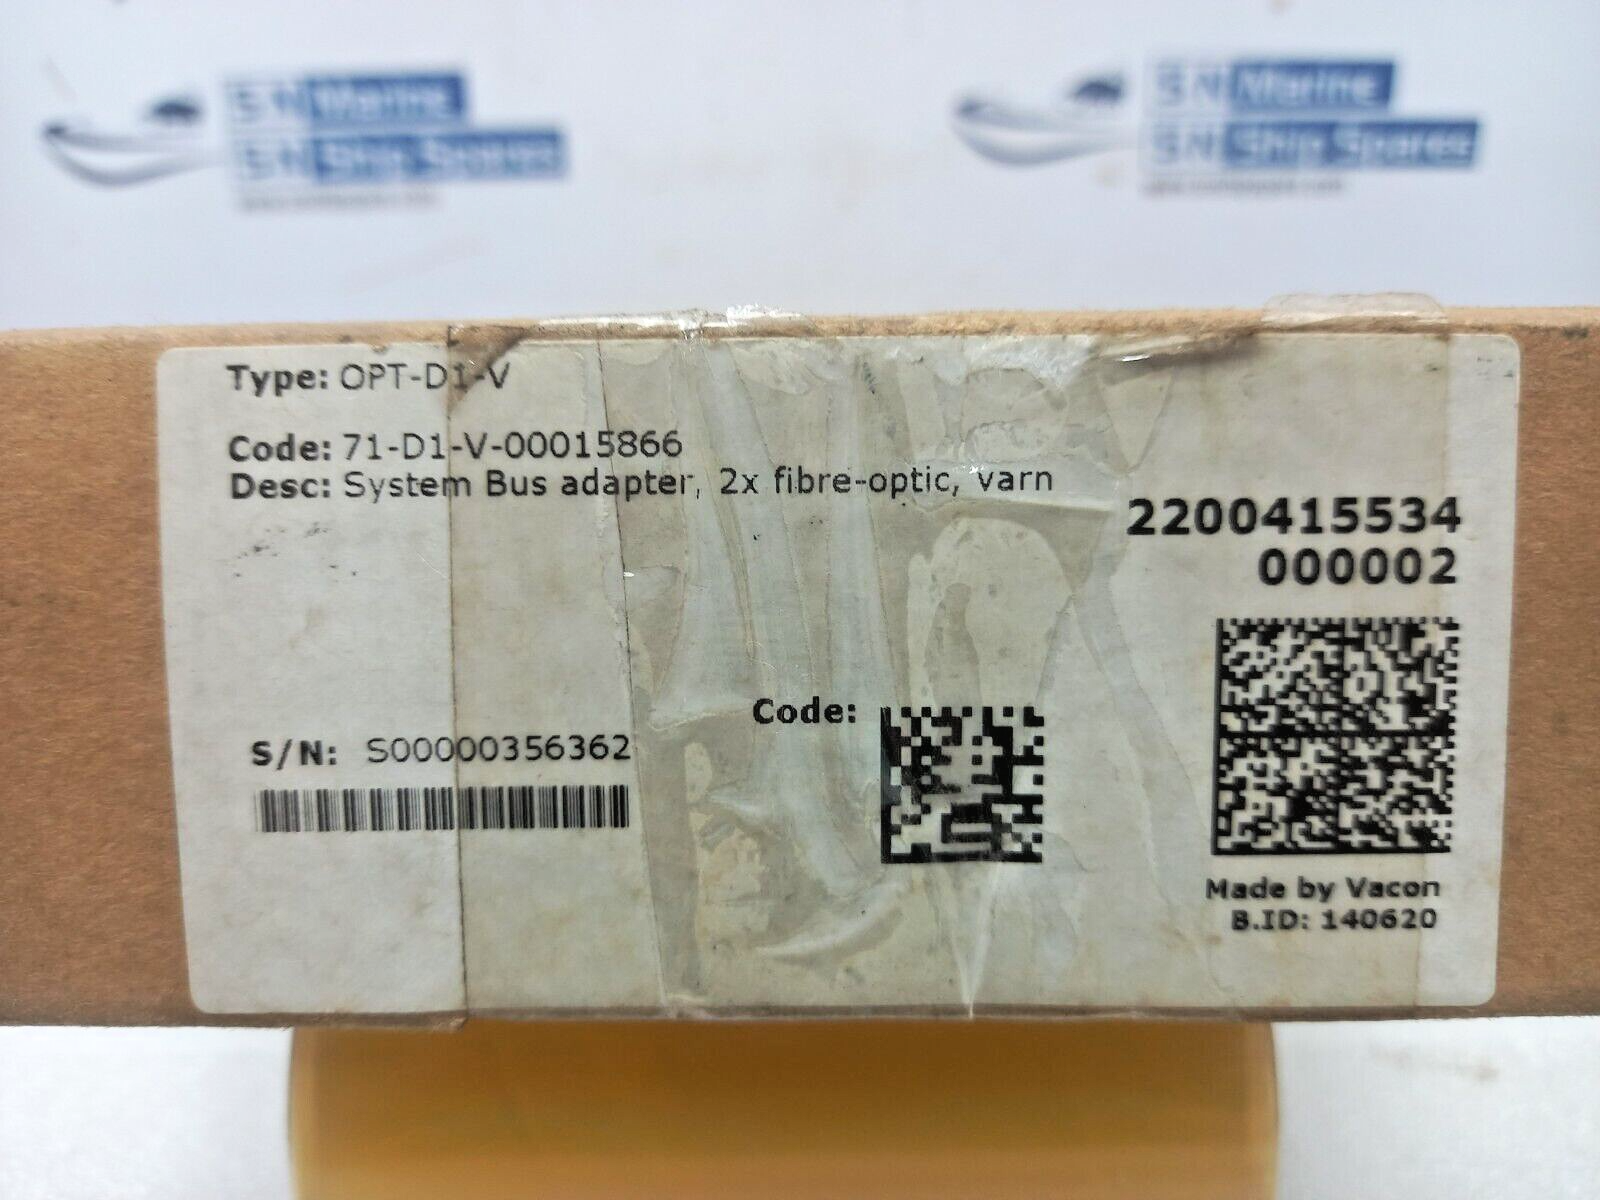 SN Marine
SN Ship Spares
SN Marine
SN Ship Spares
Type: OPT-D1-V
Code: 71-D1-V-00015866
Desc: System Bus adapter, 2x fibre-optic, varn
2200415534
000002
Code:
S/N: S00000356362
Made by Vacon
B.ID: 140620